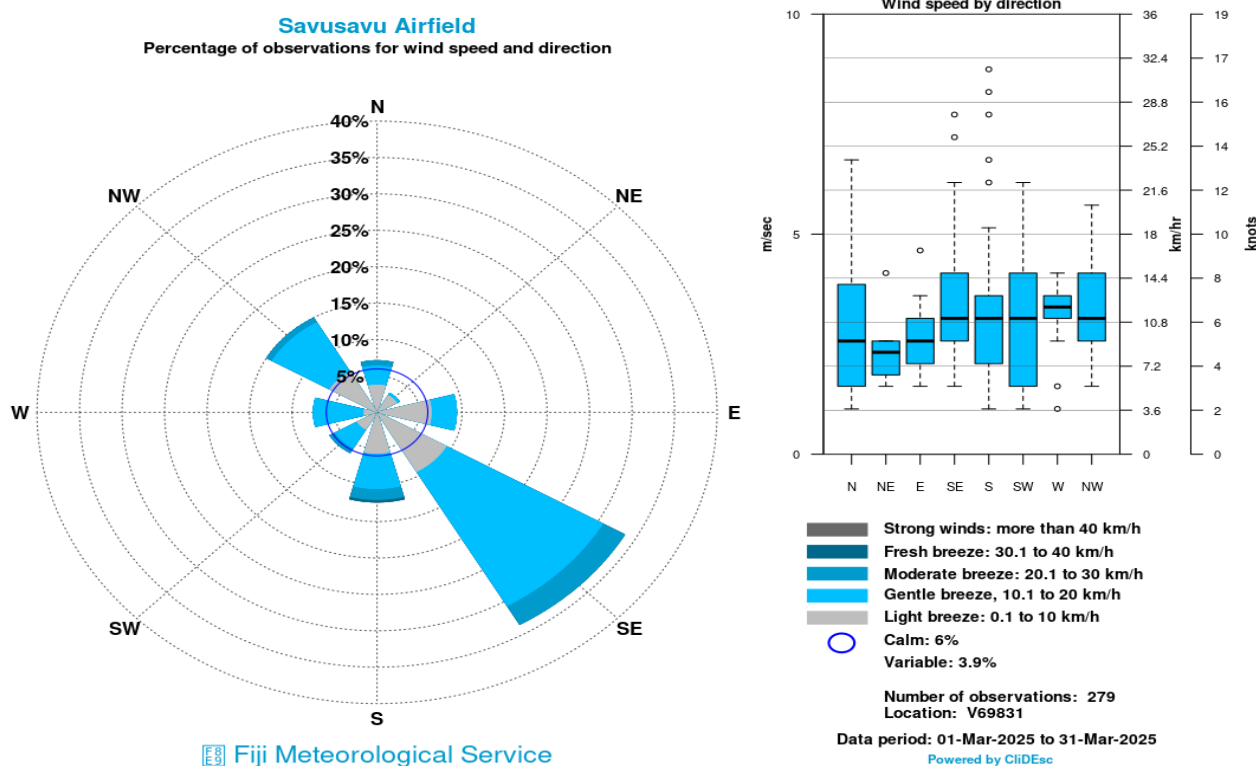 Savusavu Airfield
Percentage of observations for wind speed and direction
N
40%
35%
30%
25%
20%
15%
10%
5%
NW
NE
W
E
SW
SE
S
Fiji Meteorological Service
Wind speed by direction
10
5
0
m/sec
36
32.4
28.8
25.2
21.6
18
14.4
10.8
7.2
3.6
0
km/hr
19
17
16
14
12
10
8
6
4
2
0
knots
N NE E SE S SW W NW
Strong winds: more than 40 km/h
Fresh breeze: 30.1 to 40 km/h
Moderate breeze: 20.1 to 30 km/h
Gentle breeze, 10.1 to 20 km/h
Light breeze: 0.1 to 10 km/h
Calm: 6%
Variable: 3.9%
Number of observations: 279
Location: V69831
Data period: 01-Mar-2025 to 31-Mar-2025
Powered by CliDEsc